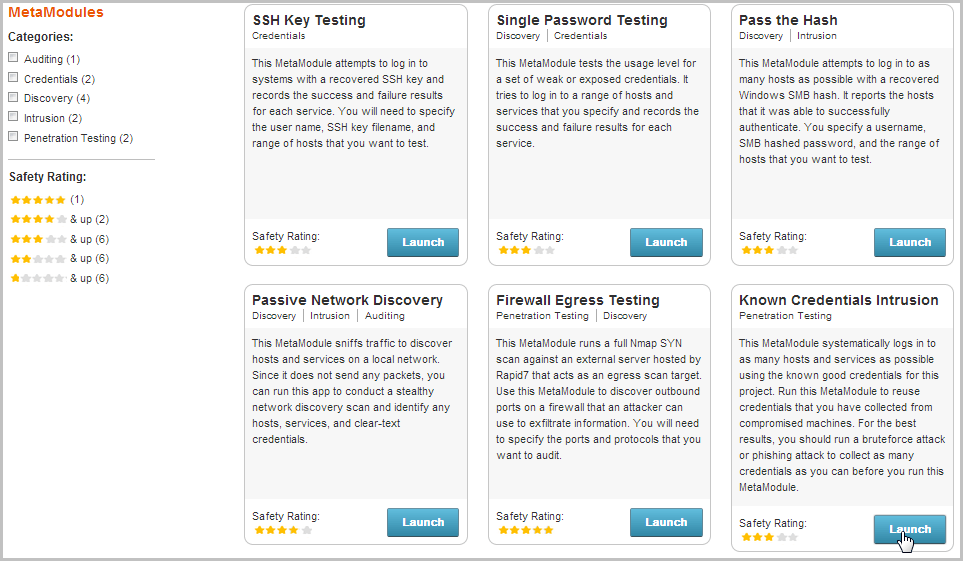 MetaModules
Categories:
Auditing (1)
Credentials (2)
Discovery (4)
Intrusion (2)
Penetration Testing (2)
Safety Rating:
(1)
& up (2)
& up (6)
& up (6)
& up (6)
SSH Key Testing
Credentials
This MetaModule attempts to log in to
systems with a recovered SSH key and
records the success and failure results
for each service. You will need to specify
the user name, SSH key filename, and
range of hosts that you want to test.
Safety Rating:
Launch
Single Password Testing
Discovery | Credentials
This MetaModule tests the usage level for
a set of weak or exposed credentials. It
tries to log in to a range of hosts and
services that you specify and records the
success and failure results for each
service.
Safety Rating:
Launch
Pass the Hash
Discovery | Intrusion
This MetaModule attempts to log in to as
many hosts as possible with a recovered
Windows SMB hash. It reports the hosts
that it was able to successfully
authenticate. You specify a username,
SMB hashed password, and the range of
hosts that you want to test.
Safety Rating:
Launch
Passive Network Discovery
Discovery | Intrusion | Auditing
This MetaModule sniffs traffic to discover
hosts and services on a local network.
Since it does not send any packets, you
can run this app to conduct a stealthy
network discovery scan and identify any
hosts, services, and clear-text
credentials.
Safety Rating:
Launch
Firewall Egress Testing
Penetration Testing | Discovery
This MetaModule runs a full Nmap SYN
scan against an external server hosted by
Rapid7 that acts as an egress scan target.
Use this MetaModule to discover outbound
ports on a firewall that an attacker can
use to exfiltrate information. You will need
to specify the ports and protocols that you
want to audit.
Safety Rating:
Launch
Known Credentials Intrusion
Penetration Testing
This MetaModule systematically logs in to
as many hosts and services as possible
using the known good credentials for this
project. Run this MetaModule to reuse
credentials that you have collected from
compromised machines. For the best
results, you should run a bruteforce attack
or phishing attack to collect as many
credentials as you can before you run this
MetaModule.
Safety Rating:
Launch